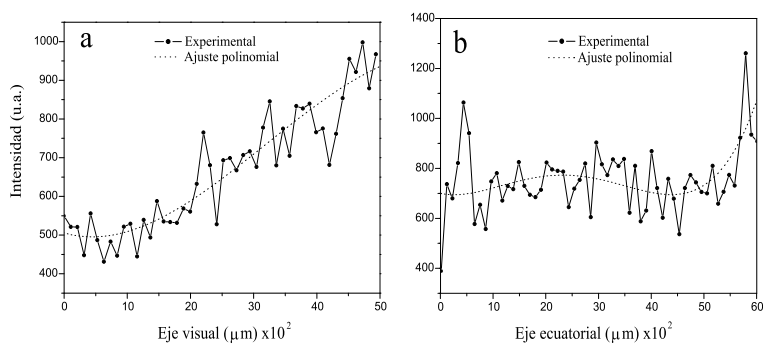 a
Experimental
Ajuste polinomial
Intensidad (u.a.)
1000
900
800
700
600
500
400
0
10
20
30
40
50
Eje visual (μm) x10²
b
Experimental
Ajuste polinomial
1400
1200
1000
800
600
400
0
10
20
30
40
50
60
Eje ecuatorial (μm) x10²